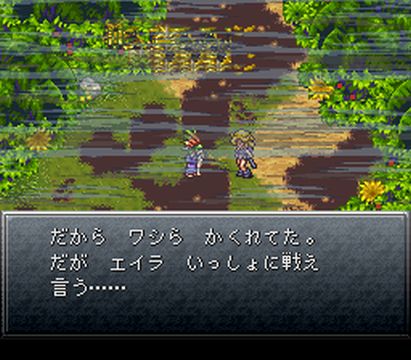 だから　ワシら　かくれてた。
だが　エイラ　いっしょに戦え
言う……